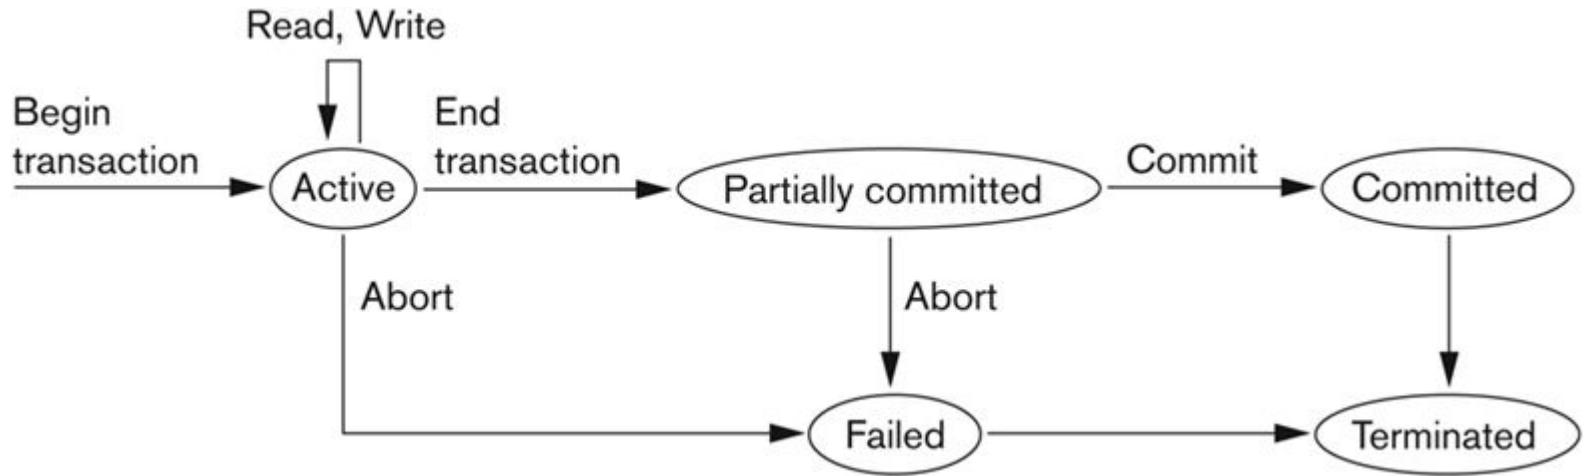 Read, Write
Begin
transaction
End
transaction
Commit
Active
Partially committed
Committed
Abort
Abort
Failed
Terminated